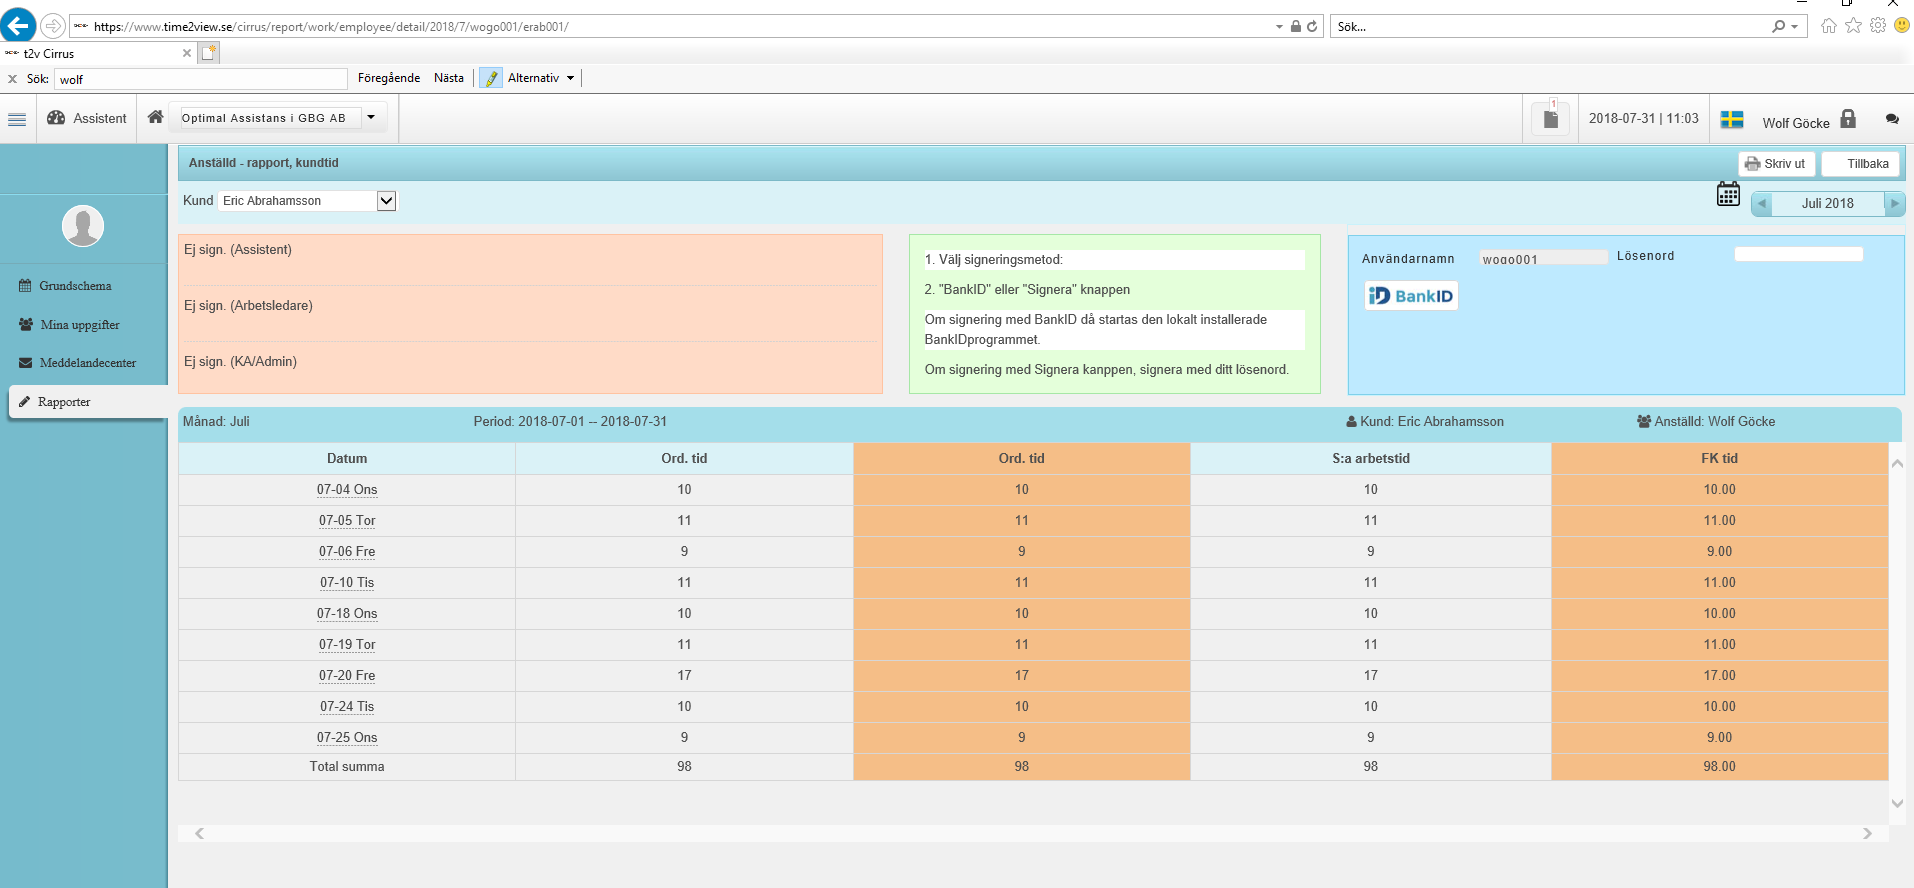 https://www.time2view.se/cirrus/report/work/employee/detail/2018/7/wogo001/erab001/
Sök...
t2v Cirrus
Sök: wolf Föregående Nästa Alternativ
Assistent
Optimal Assistans i GBG AB
1
2018-07-31 | 11:03
Wolf Göcke
Anställd - rapport, kundtid
Skriv ut
Tillbaka
Kund Eric Abrahamsson
Juli 2018
Grundschema
Mina uppgifter
Meddelandecenter
Rapporter
Ej sign. (Assistent)
Ej sign. (Arbetsledare)
Ej sign. (KA/Admin)
1. Välj signeringsmetod:
2. "BankID" eller "Signera" knappen
Om signering med BankID då startas den lokalt installerade
BankIDprogrammet.
Om signering med Signera kanppen, signera med ditt lösenord.
Användarnamn wogo001 Lösenord
iD BankID
Månad: Juli Period: 2018-07-01 -- 2018-07-31 Kund: Eric Abrahamsson Anställd: Wolf Göcke
Datum Ord. tid Ord. tid S:a arbetstid FK tid
07-04 Ons 10 10 10 10.00
07-05 Tor 11 11 11 11.00
07-06 Fre 9 9 9 9.00
07-10 Tis 11 11 11 11.00
07-18 Ons 10 10 10 10.00
07-19 Tor 11 11 11 11.00
07-20 Fre 17 17 17 17.00
07-24 Tis 10 10 10 10.00
07-25 Ons 9 9 9 9.00
Total summa 98 98 98 98.00